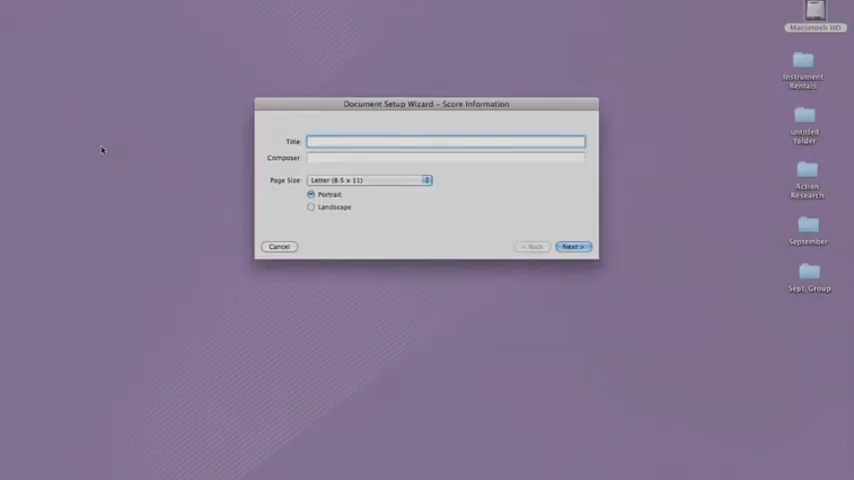 Macintosh HD
Document Setup Wizard – Score Information
Instrument
Rentals
Title:
Composer:
untitled
folder
Page Size:
Letter (8.5 x 11)
Portrait
Landscape
Action
Research
Cancel
< Back
Next >
September
Sept. Group